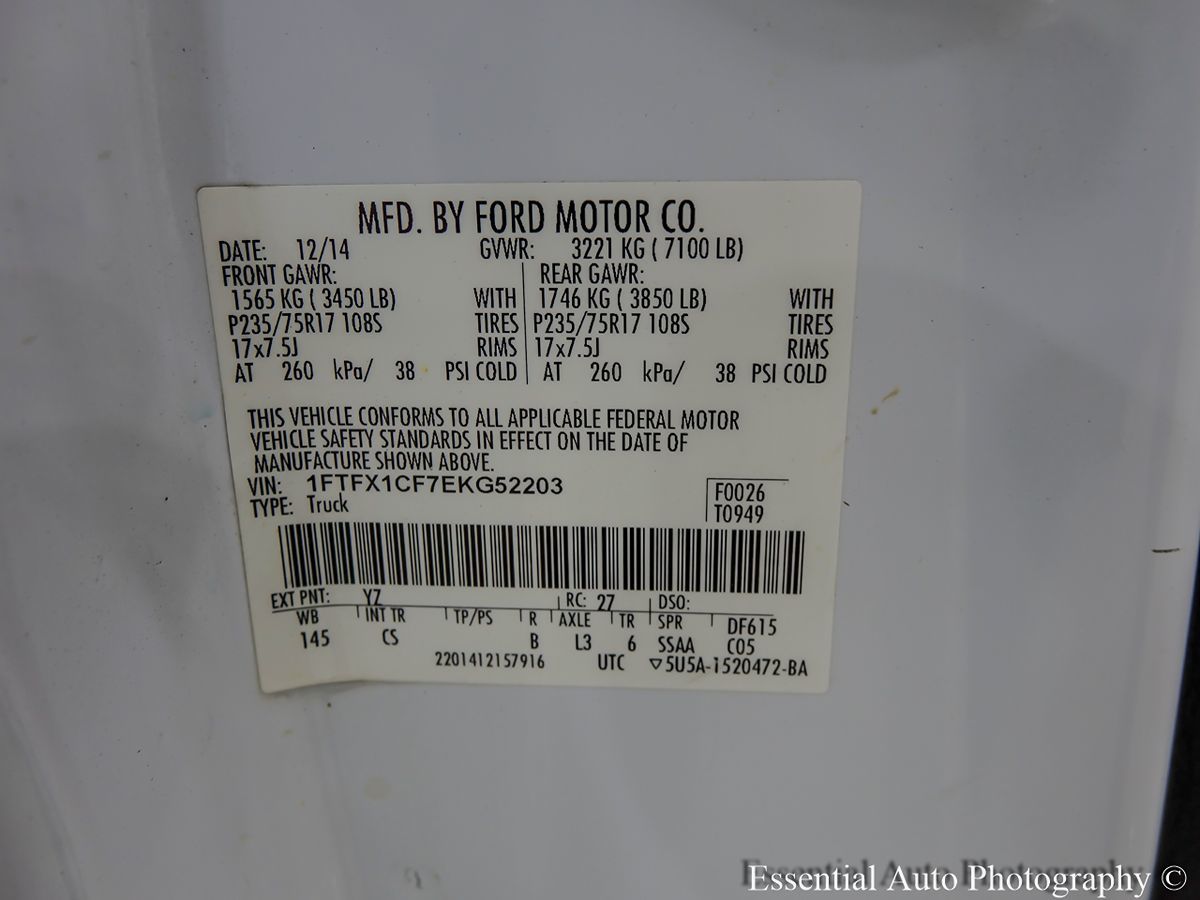 MFD. BY FORD MOTOR CO.
DATE: 12/14 GVWR: 3221 KG ( 7100 LB)
FRONT GAWR: REAR GAWR:
1565 KG ( 3450 LB) WITH 1746 KG ( 3850 LB) WITH
P235/75R17 108S TIRES P235/75R17 108S TIRES
17x7.5J RIMS 17x7.5J RIMS
AT 260 kPa/ 38 PSI COLD AT 260 kPa/ 38 PSI COLD
THIS VEHICLE CONFORMS TO ALL APPLICABLE FEDERAL MOTOR
VEHICLE SAFETY STANDARDS IN EFFECT ON THE DATE OF
MANUFACTURE SHOWN ABOVE.
VIN: 1FTFX1CF7EKG52203 F0026
TYPE: Truck T0949
EXT PNT: YZ RC: 27 DSO:
WB INT TR TP/PS R AXLE TR SPR DF615
145 CS B L3 6 SSAA C05
2201412157916 UTC ▽5U5A-1520472-BA
Essential Auto Photography ©